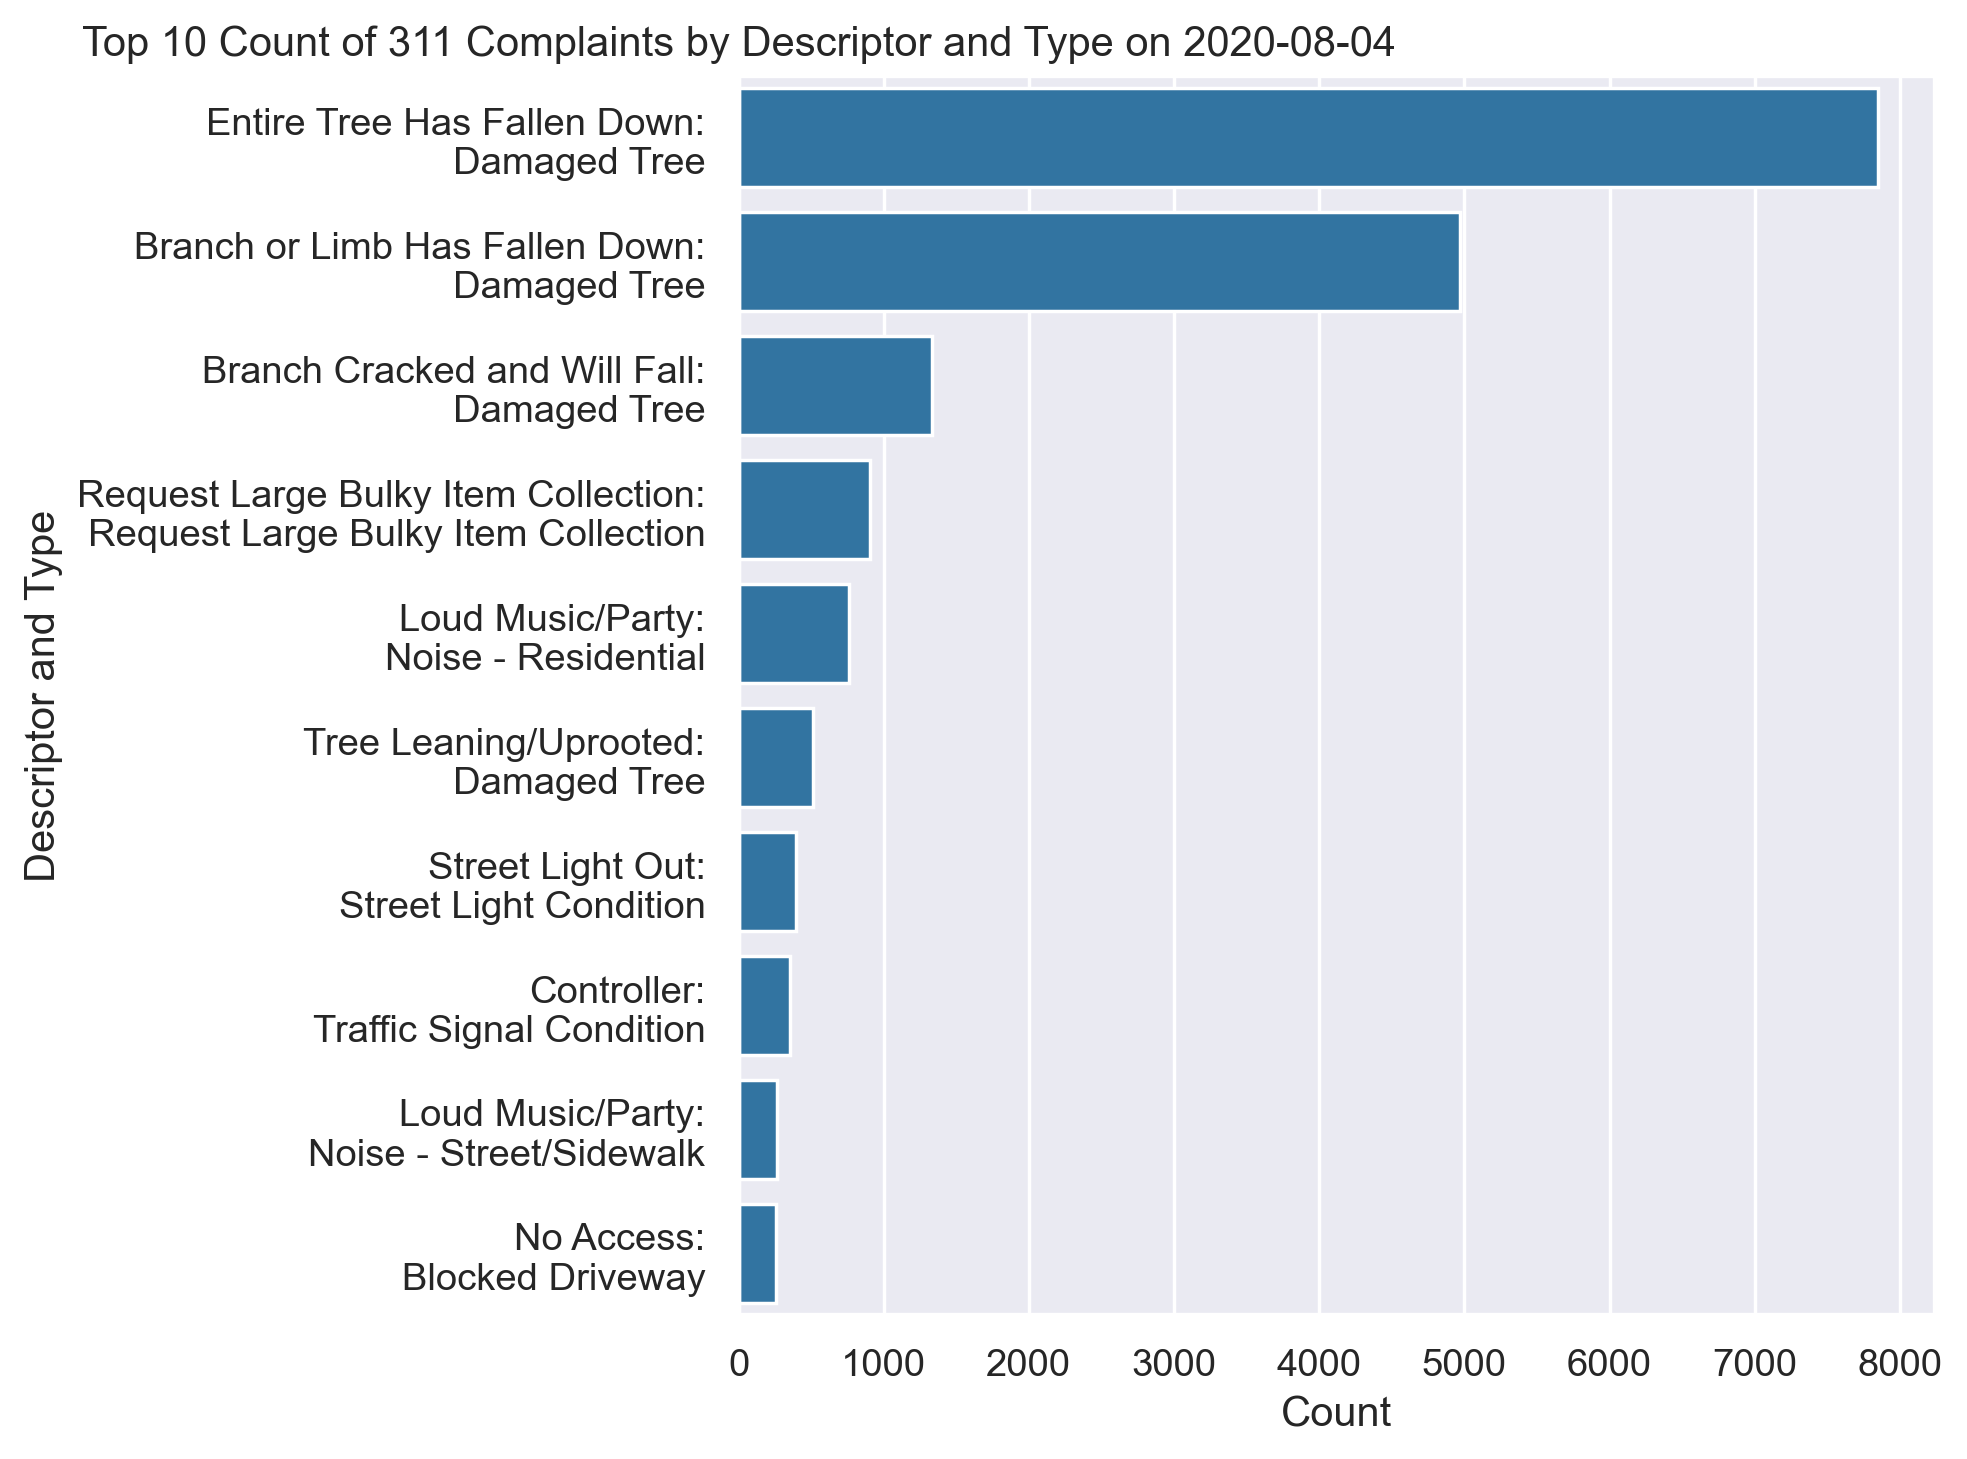 Top 10 Count of 311 Complaints by Descriptor and Type on 2020-08-04
Descriptor and Type
Entire Tree Has Fallen Down:
Damaged Tree
Branch or Limb Has Fallen Down:
Damaged Tree
Branch Cracked and Will Fall:
Damaged Tree
Request Large Bulky Item Collection:
Request Large Bulky Item Collection
Loud Music/Party:
Noise - Residential
Tree Leaning/Uprooted:
Damaged Tree
Street Light Out:
Street Light Condition
Controller:
Traffic Signal Condition
Loud Music/Party:
Noise - Street/Sidewalk
No Access:
Blocked Driveway
0 1000 2000 3000 4000 5000 6000 7000 8000
Count